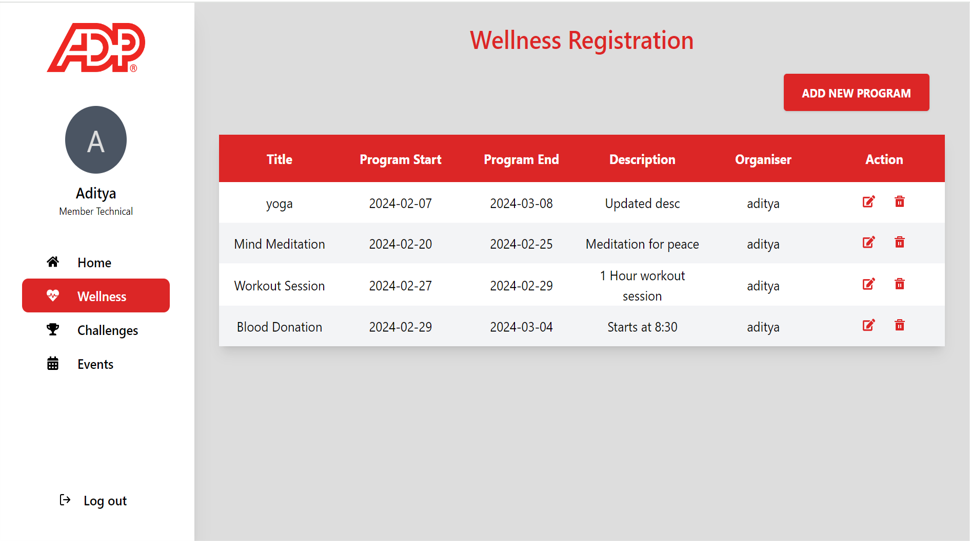 ADP®
A
Aditya
Member Technical
Home
Wellness
Challenges
Events
Log out
Wellness Registration
ADD NEW PROGRAM
Title Program Start Program End Description Organiser Action
yoga 2024-02-07 2024-03-08 Updated desc aditya
Mind Meditation 2024-02-20 2024-02-25 Meditation for peace aditya
Workout Session 2024-02-27 2024-02-29 1 Hour workout session aditya
Blood Donation 2024-02-29 2024-03-04 Starts at 8:30 aditya